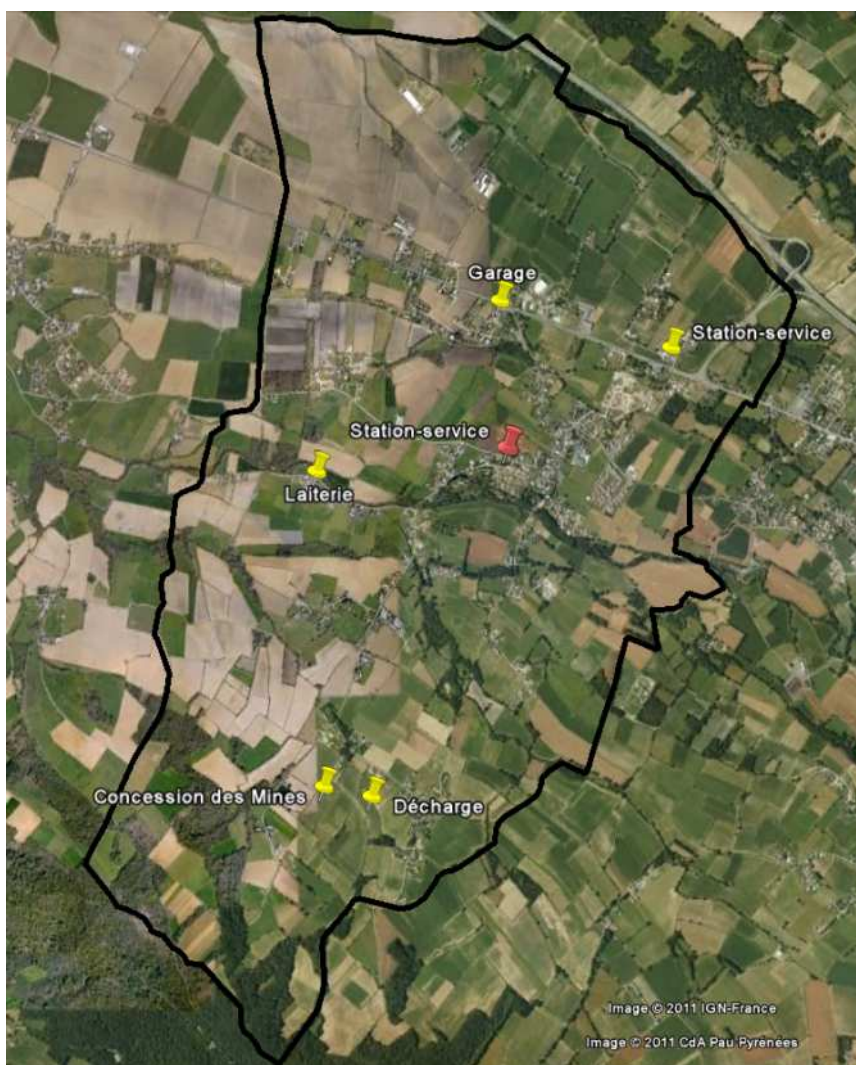 Garage
Station-service
Station-service
Laiterie
Concession des Mines
Décharge
Image © 2011 IGN-France
Image © 2011 CdA Pau-Pyrénées